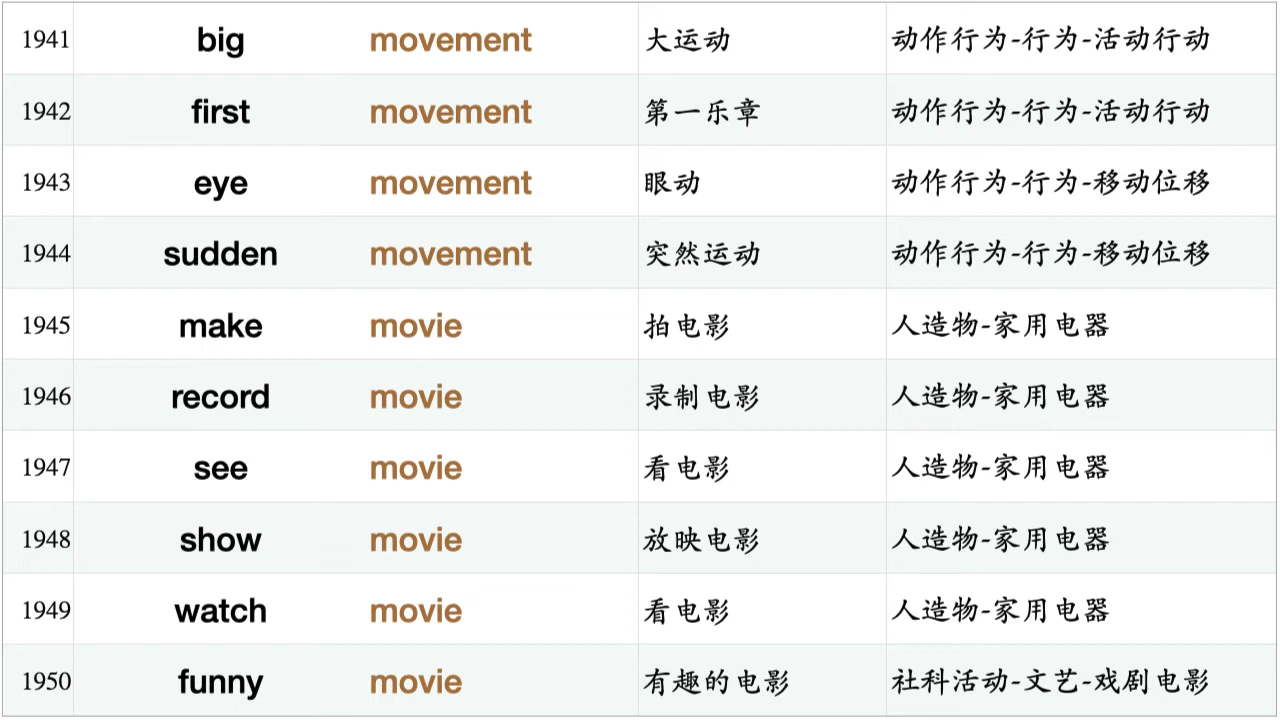 1941 big movement 大运动 动作行为-行为-活动行动
1942 first movement 第一乐章 动作行为-行为-活动行动
1943 eye movement 眼动 动作行为-行为-移动位移
1944 sudden movement 突然运动 动作行为-行为-移动位移
1945 make movie 拍电影 人造物-家用电器
1946 record movie 录制电影 人造物-家用电器
1947 see movie 看电影 人造物-家用电器
1948 show movie 放映电影 人造物-家用电器
1949 watch movie 看电影 人造物-家用电器
1950 funny movie 有趣的电影 社科活动-文艺-戏剧电影